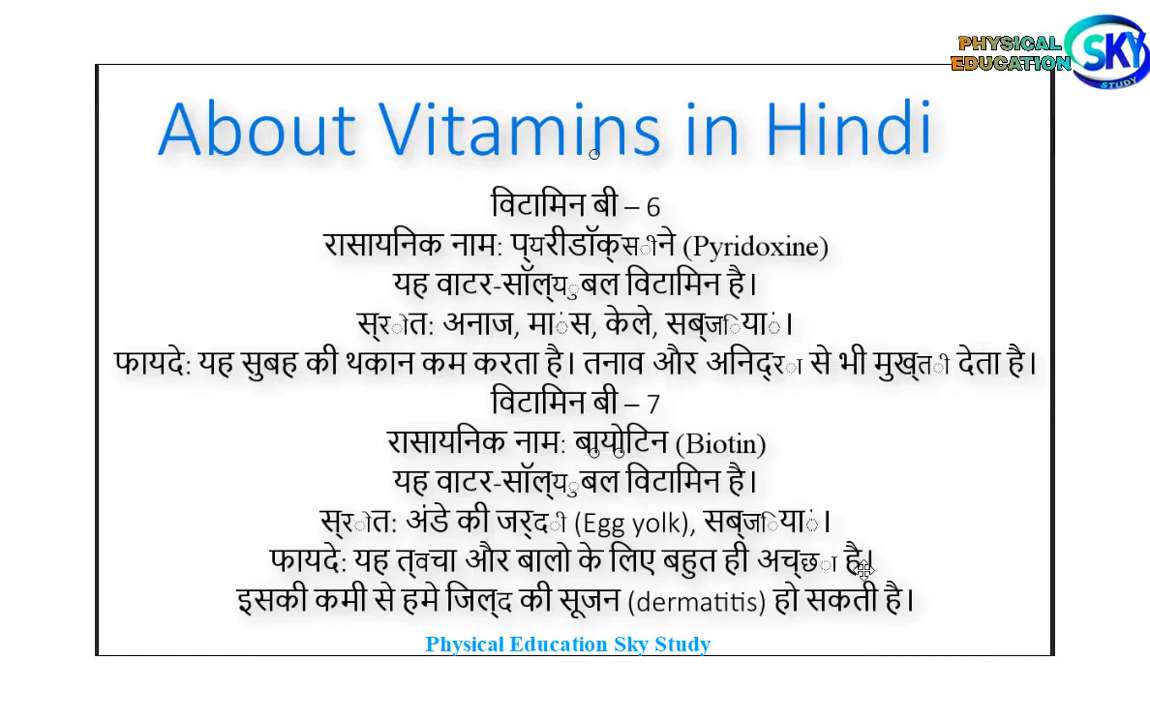 PHYSICAL EDUCATION SKY STUDY
About Vitamins in Hindi
विटामिन बी – 6
रासायनिक नाम: प्यरीडॉक्सीने (Pyridoxine)
यह वाटर-सॉल्युबल विटामिन है।
स्रोत: अनाज, मांस, केले, सब्जियां।
फायदे: यह सुबह की थकान कम करता है। तनाव और अनिद्रा से भी मुख्ती देता है।
विटामिन बी – 7
रासायनिक नाम: बायोटिन (Biotin)
यह वाटर-सॉल्युबल विटामिन है।
स्रोत: अंडे की जर्दी (Egg yolk), सब्जियां।
फायदे: यह त्वचा और बालो के लिए बहुत ही अच्छा है।
इसकी कमी से हमे जिल्द की सूजन (dermatitis) हो सकती है।
Physical Education Sky Study